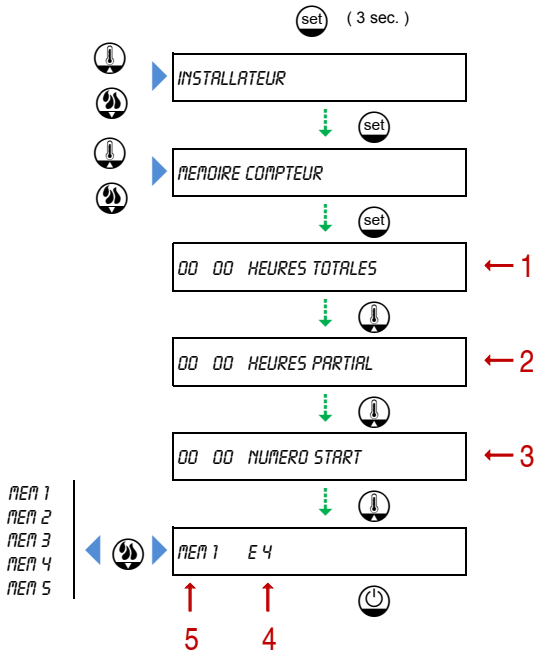 set ( 3 sec. )
INSTALLATEUR
set
MEMOIRE COMPTEUR
set
00 00 HEURES TOTALES
1
00 00 HEURES PARTIAL
2
00 00 NUMERO START
3
MEM 1
MEM 2
MEM 3
MEM 4
MEM 5
MEM 1 E 4
5 4